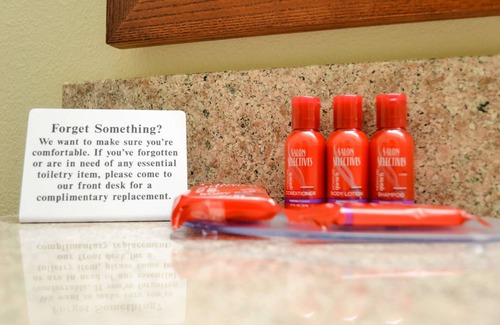 Forget Something?
We want to make sure you're
comfortable. If you've forgotten
or are in need of any essential
toiletry item, please come to
our front desk for a
complimentary replacement.
SALON
SELECTIVES
CONDITIONER
SALON
SELECTIVES
BODY LOTION
SALON
SELECTIVES
SHAMPOO